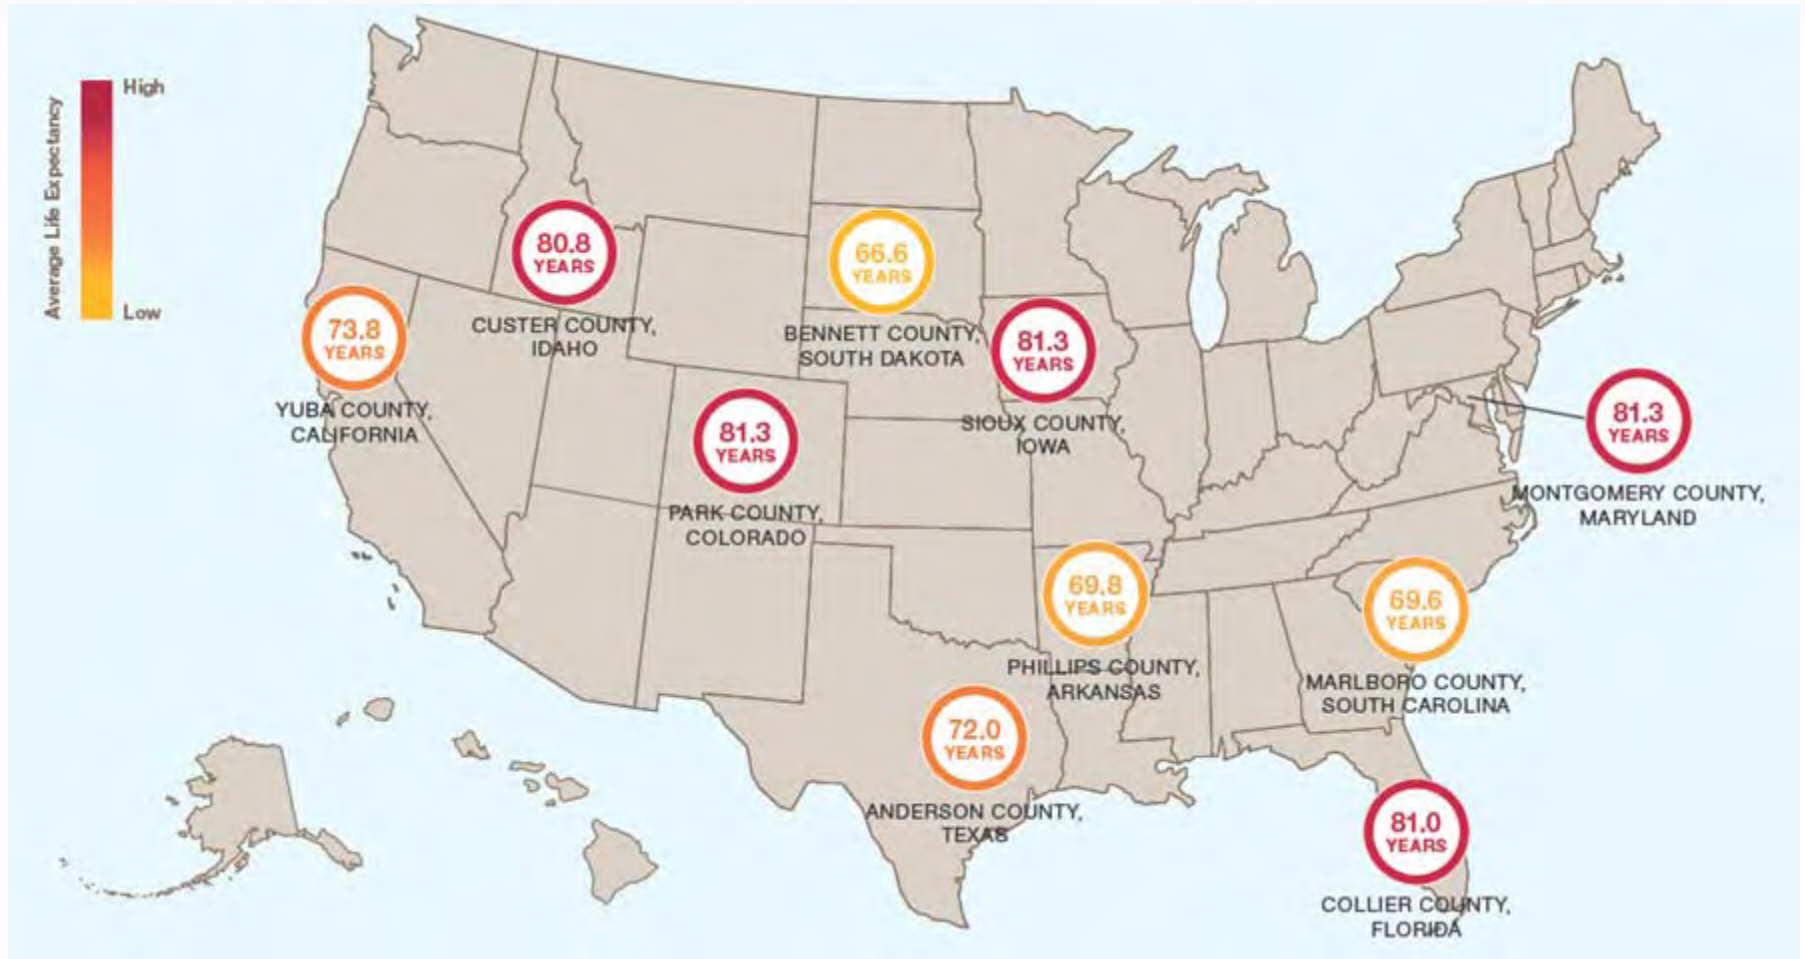 High
Average Life Expectancy
Low
80.8
YEARS
CUSTER COUNTY,
IDAHO
66.6
YEARS
BENNETT COUNTY,
SOUTH DAKOTA
73.8
YEARS
YUBA COUNTY,
CALIFORNIA
81.3
YEARS
SIOUX COUNTY,
IOWA
81.3
YEARS
PARK COUNTY,
COLORADO
81.3
YEARS
MONTGOMERY COUNTY,
MARYLAND
69.8
YEARS
PHILLIPS COUNTY,
ARKANSAS
69.6
YEARS
MARLBORO COUNTY,
SOUTH CAROLINA
72.0
YEARS
ANDERSON COUNTY,
TEXAS
81.0
YEARS
COLLIER COUNTY,
FLORIDA